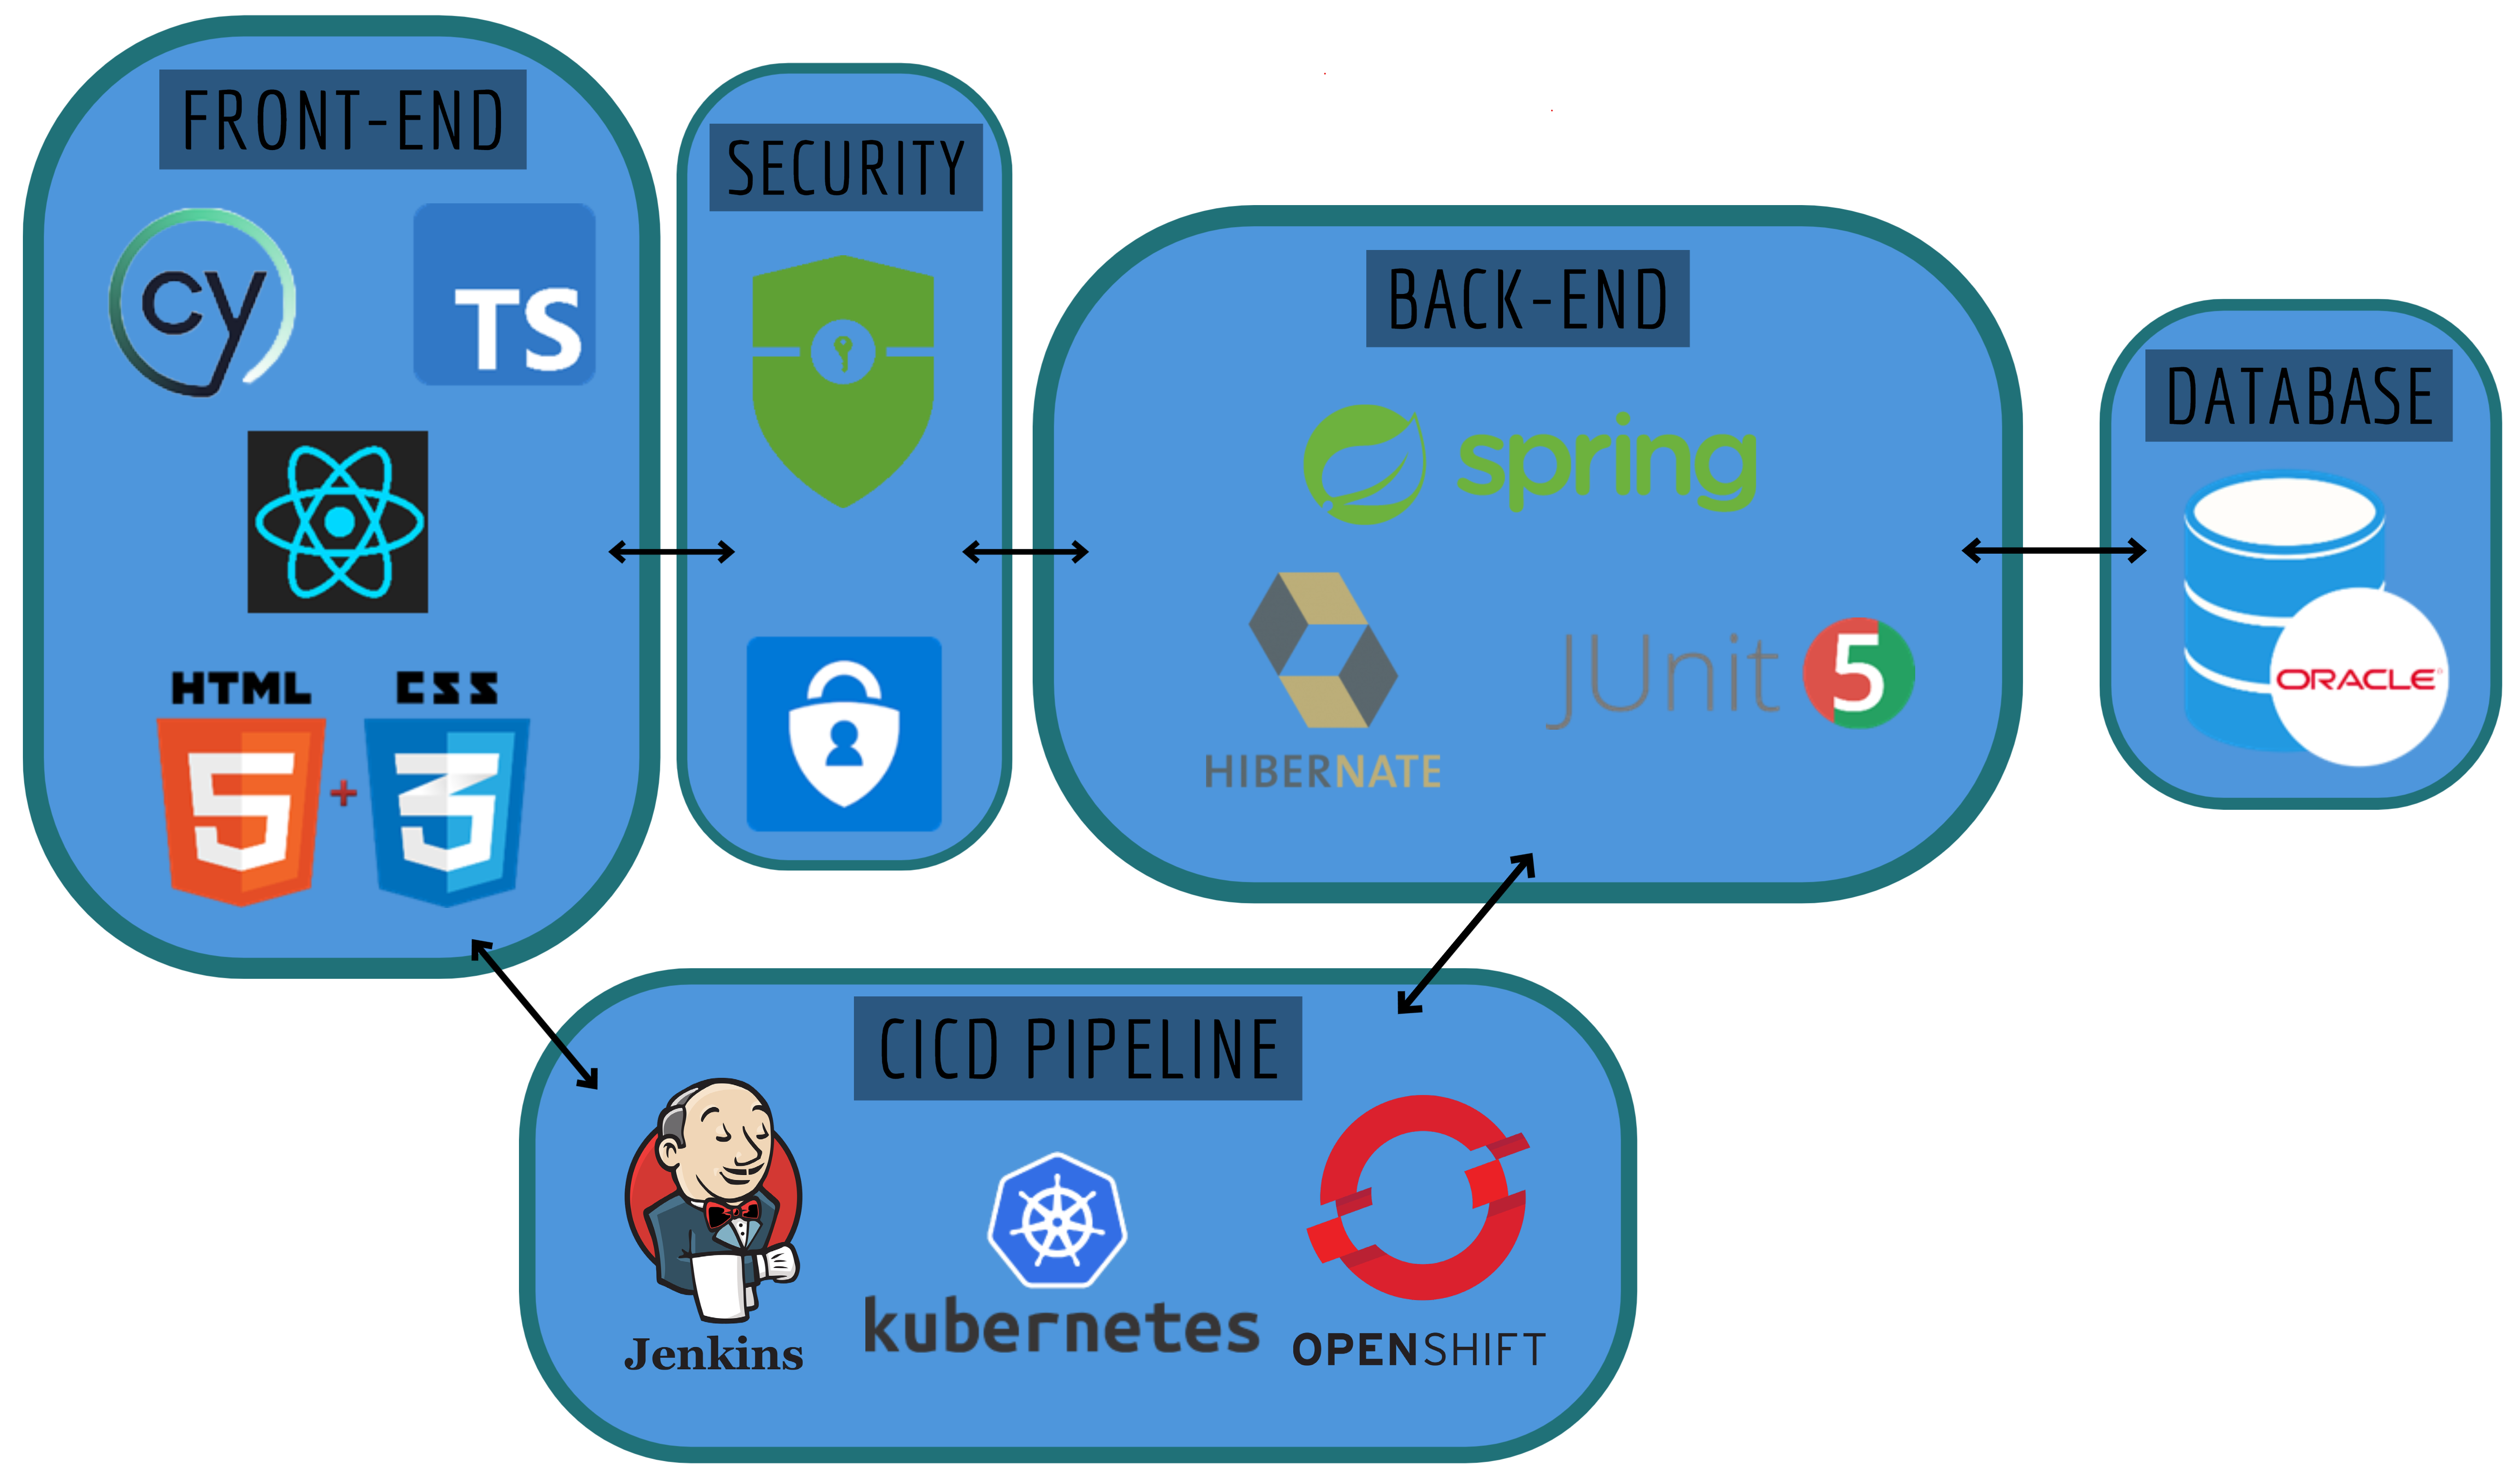 FRONT-END
cy
TS
HTML
CSS
5
+
3
SECURITY
BACK-END
spring
HIBERNATE
JUnit 5
DATABASE
ORACLE®
CICD PIPELINE
Jenkins
kubernetes
OPENSHIFT